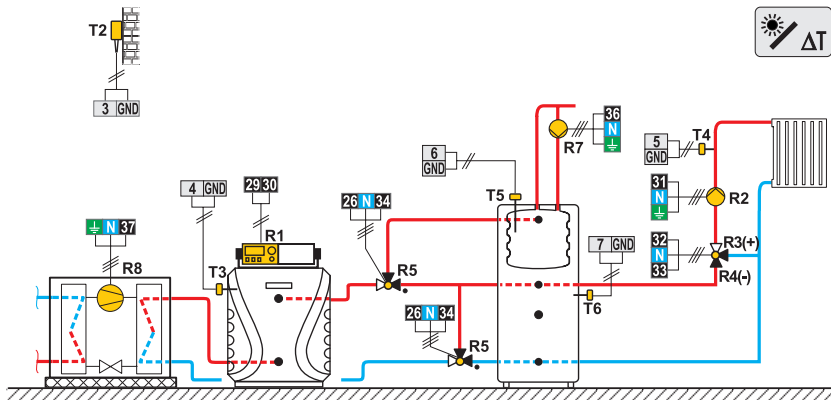 T2
3 GND
ΔT
36
N
R7
6
GND
T5
5
GND
T4
31
N
R2
4 GND
29 30
R1
26 N 34
R5
7 GND
T6
32
N
33
R3(+)
R4(-)
N 37
R8
T3
26 N 34
R5